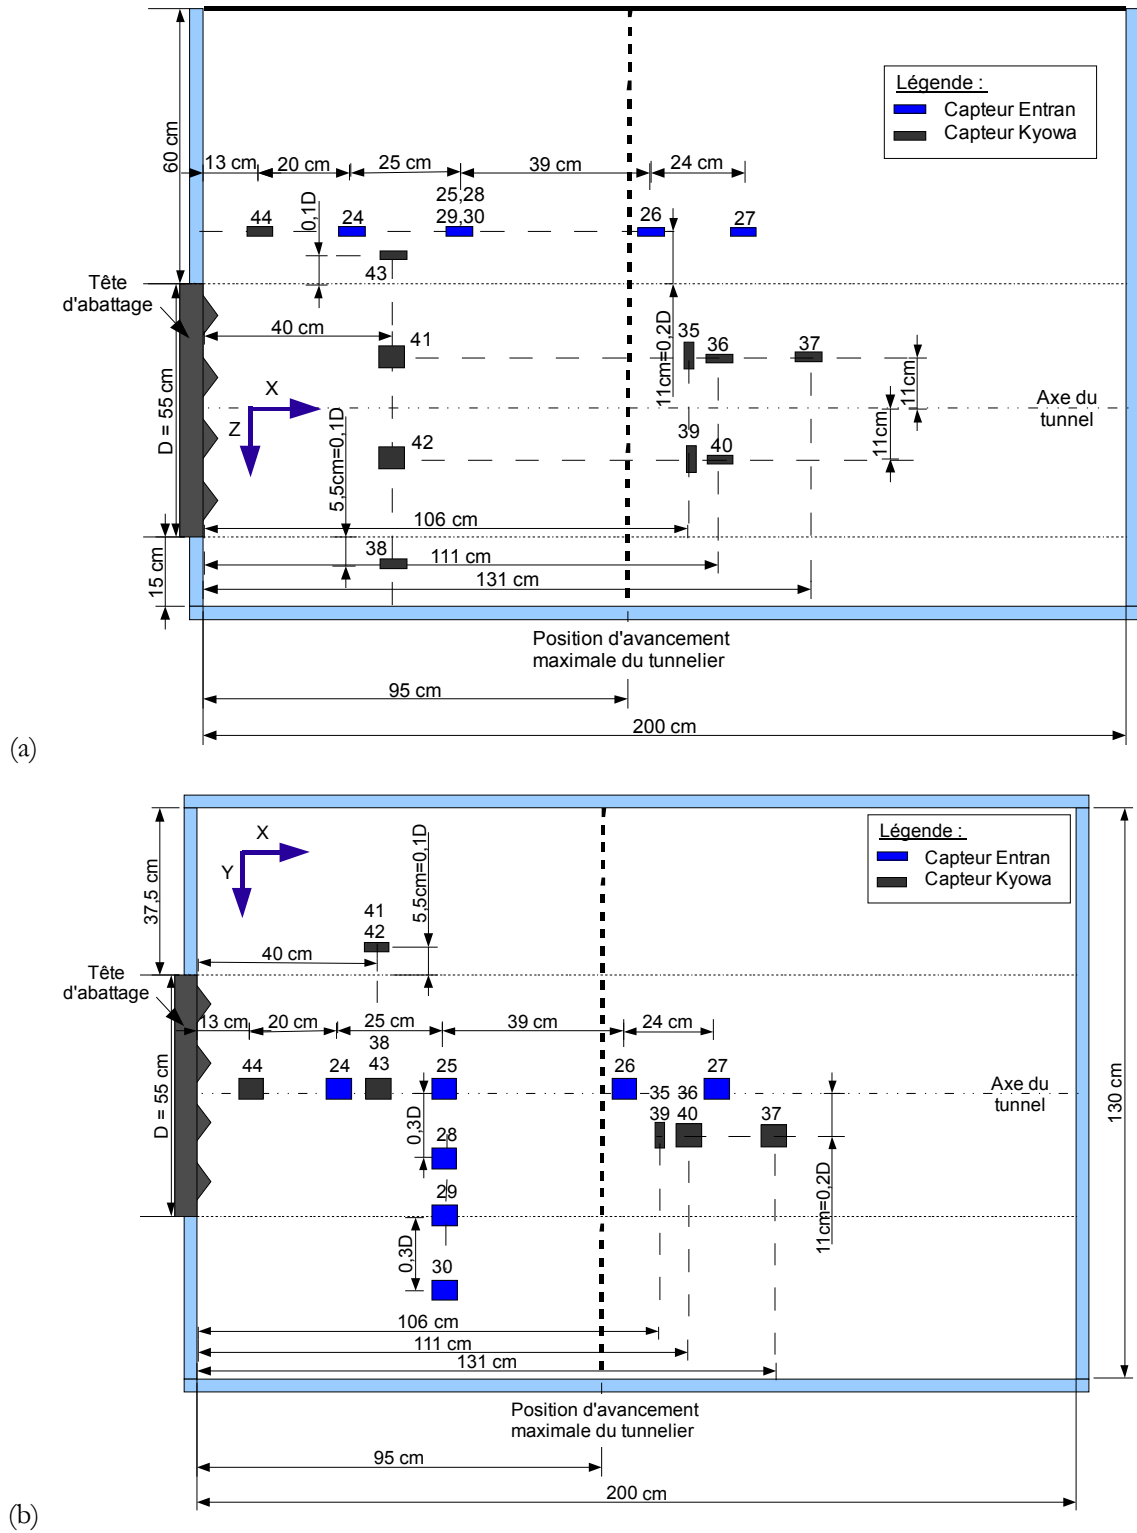 Légende :
Capteur Entran
Capteur Kyowa
60 cm
13 cm
20 cm
25 cm
39 cm
24 cm
0,1D
44
24
25,28
29,30
26
27
43
Tête
d'abattage
40 cm
41
11cm=0,2D
35
36
37
11cm
D = 55 cm
X
Z
Axe du
tunnel
42
39
40
11cm
5,5cm=0,1D
106 cm
38
111 cm
131 cm
15 cm
Position d'avancement
maximale du tunnelier
95 cm
200 cm
(a)
Légende :
Capteur Entran
Capteur Kyowa
X
Y
37,5 cm
5,5cm=0,1D
41
42
40 cm
Tête
d'abattage
13 cm
20 cm
25 cm
39 cm
24 cm
44
24
38
43
25
26
27
35
36
39
40
37
Axe du
tunnel
130 cm
D = 55 cm
0,3D
28
29
11cm=0,2D
0,3D
30
106 cm
111 cm
131 cm
Position d'avancement
maximale du tunnelier
95 cm
200 cm
(b)